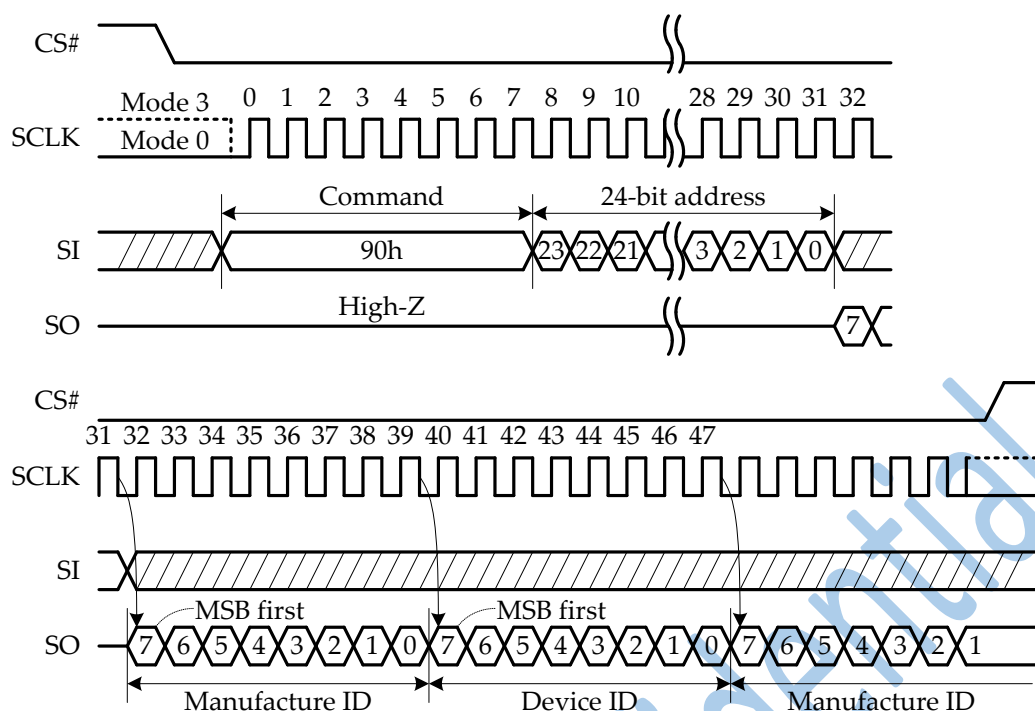 CS#
Mode 3 0 1 2 3 4 5 6 7 8 9 10 28 29 30 31 32
SCLK Mode 0
Command 24-bit address
SI 90h 23 22 21 3 2 1 0
High-Z
SO 7
CS#
31 32 33 34 35 36 37 38 39 40 41 42 43 44 45 46 47
SCLK
SI
MSB first MSB first
SO 7 6 5 4 3 2 1 0 7 6 5 4 3 2 1 0 7 6 5 4 3 2 1
Manufacture ID Device ID Manufacture ID